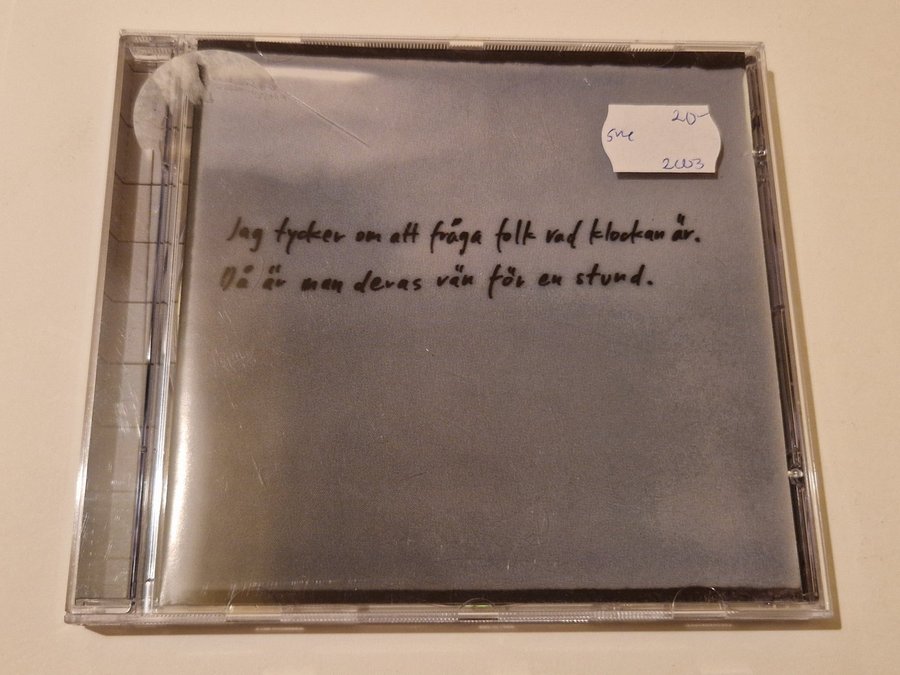 20-
sve
2003
Jag tycker om att fråga folk vad klockan är.
Då är man deras vän för en stund.